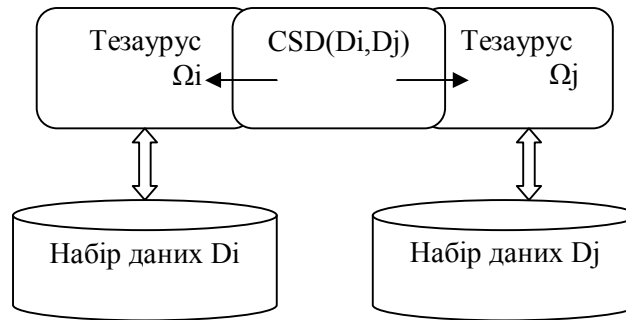 Тезаурус
Ωi
CSD(Di,Dj)
Тезаурус
Ωj
Набір даних Di
Набір даних Dj